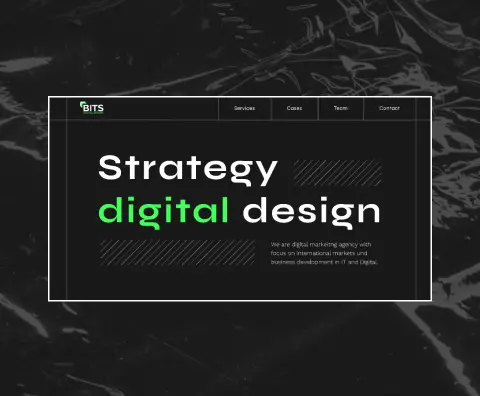 BITS
Services
Cases
Team
Contact
Strategy
digital design
We are digital marketing agency with
focus on international markets und
business development in IT and Digital.